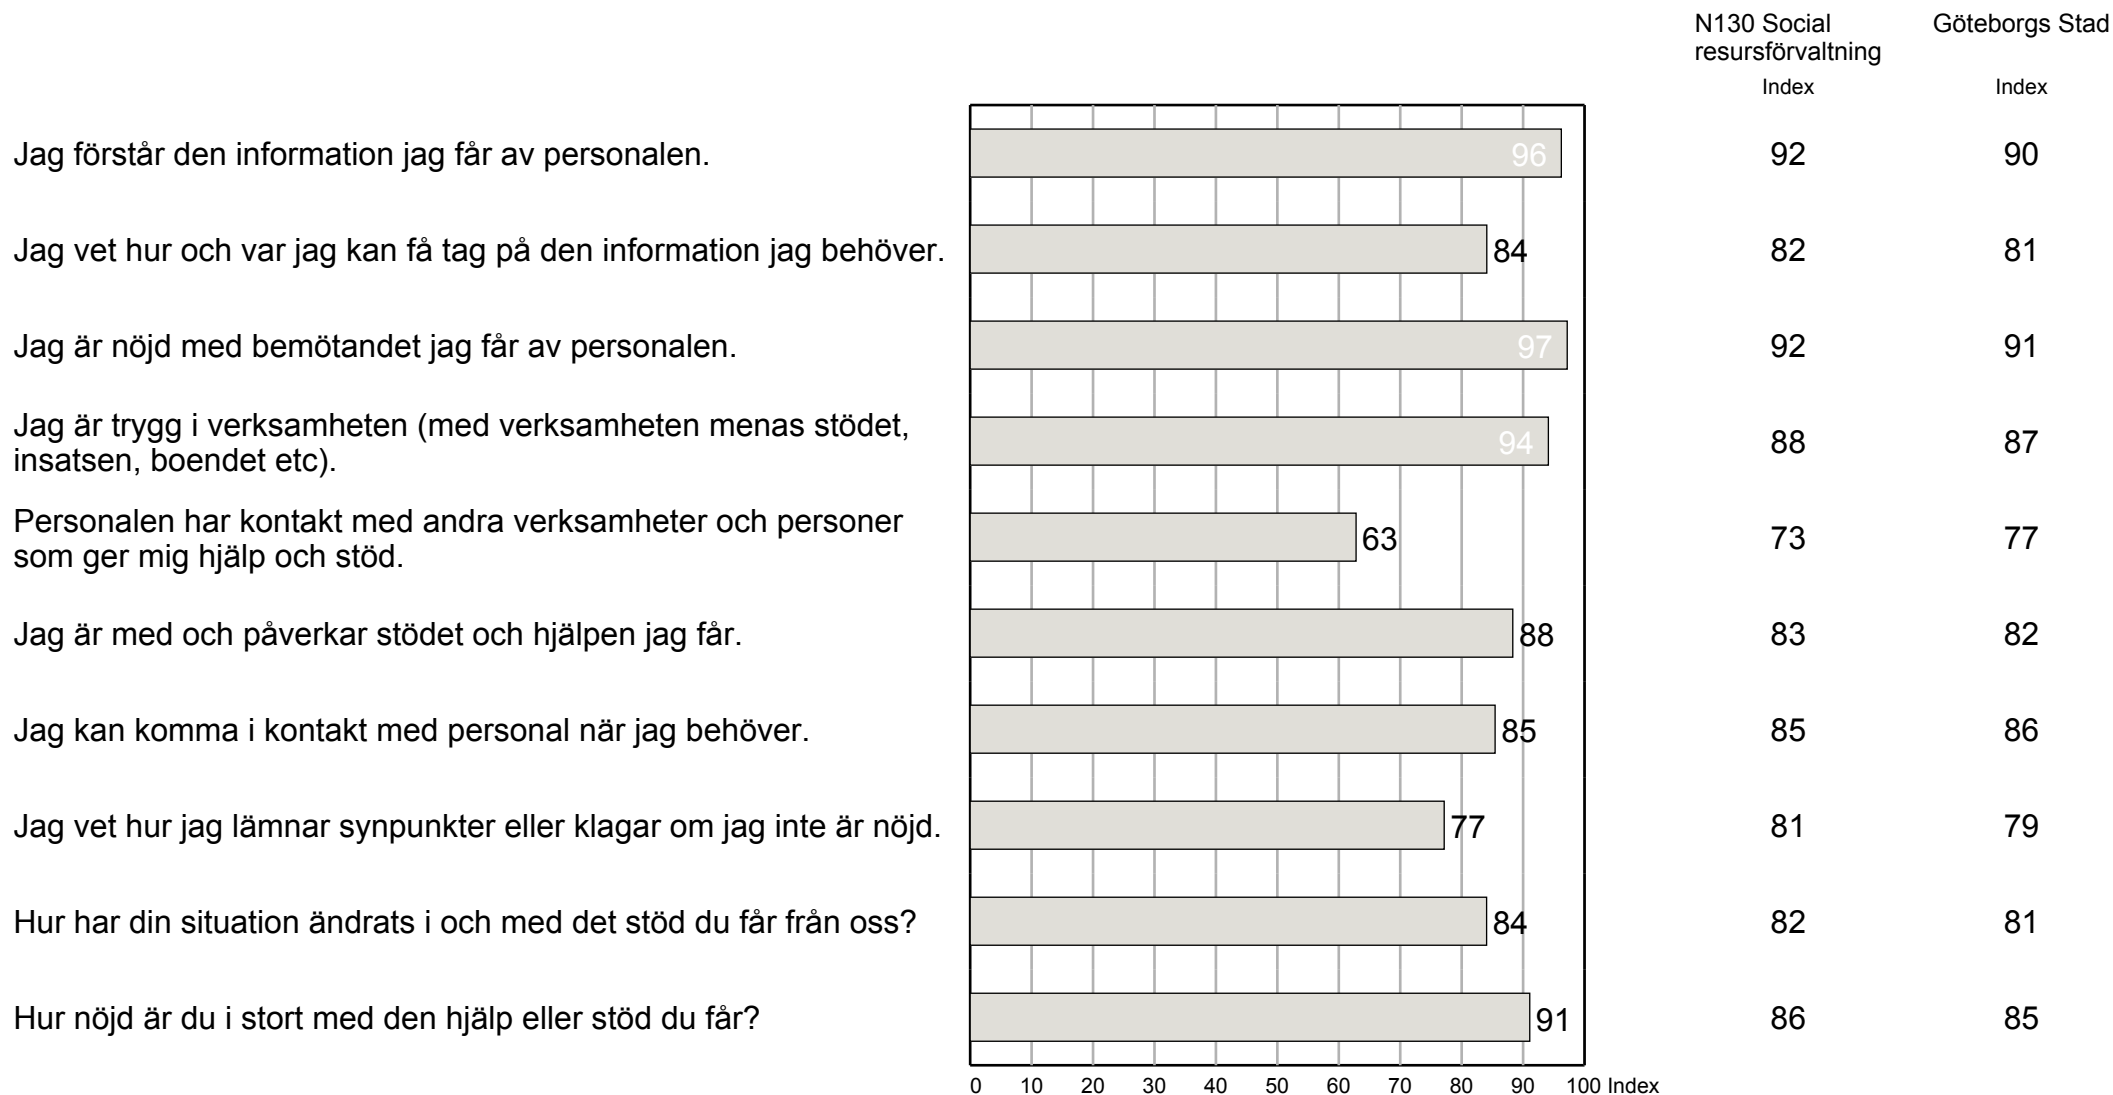 N130 Social Göteborgs Stad
resursförvaltning
Index Index
Jag förstår den information jag får av personalen. 96 92 90
Jag vet hur och var jag kan få tag på den information jag behöver. 84 82 81
Jag är nöjd med bemötandet jag får av personalen. 97 92 91
Jag är trygg i verksamheten (med verksamheten menas stödet,
insatsen, boendet etc). 94 88 87
Personalen har kontakt med andra verksamheter och personer
som ger mig hjälp och stöd. 63 73 77
Jag är med och påverkar stödet och hjälpen jag får. 88 83 82
Jag kan komma i kontakt med personal när jag behöver. 85 85 86
Jag vet hur jag lämnar synpunkter eller klagar om jag inte är nöjd. 77 81 79
Hur har din situation ändrats i och med det stöd du får från oss? 84 82 81
Hur nöjd är du i stort med den hjälp eller stöd du får? 91 86 85
0 10 20 30 40 50 60 70 80 90 100 Index